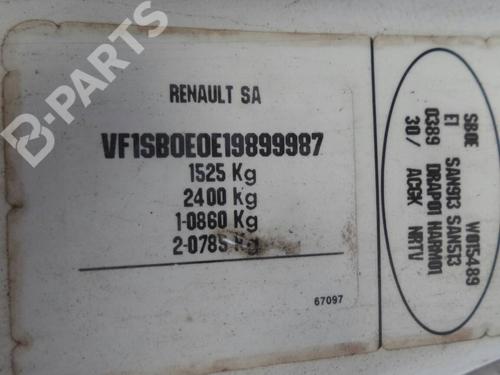 B-PARTS
RENAULT SA
VF1SB0E0E19899987
1525 Kg
2400 Kg
1-0860 kg
2-0785 Kg
67097
SB0E
E1 SAN913 SAN513 W015489
0389 DRAP01 HARM01
30/ AC5K NRTV